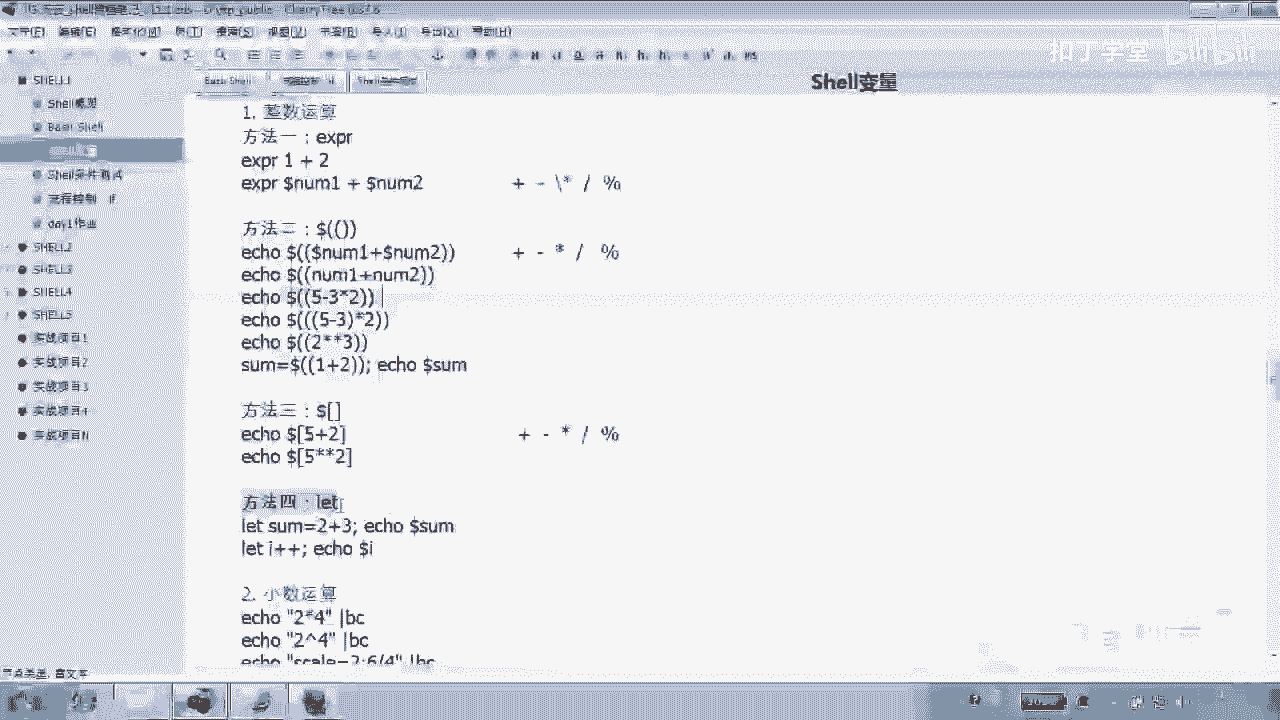 扣丁学堂 bilibili
Shell变量
SHELL1
Shell概述
Bash Shell
Shell条件测试
流程控制 if
day1作业
SHELL2
SHELL3
SHELL4
SHELL5
实战项目1
实战项目2
实战项目3
实战项目4
实战项目N
1. 整数运算
方法一：expr
expr 1 + 2
expr $num1 + $num2 + - \* / %
方法二：$(())
echo $(($num1+$num2)) + - * / %
echo $((num1+num2))
echo $((5-3*2))
echo $(((5-3)*2))
echo $((2**3))
sum=$((1+2)); echo $sum
方法三：$[]
echo $[5+2] + - * / %
echo $[5**2]
方法四：let
let sum=2+3; echo $sum
let i++; echo $i
2. 小数运算
echo "2*4" |bc
echo "2^4" |bc
echo "scale=2;6/4" |bc